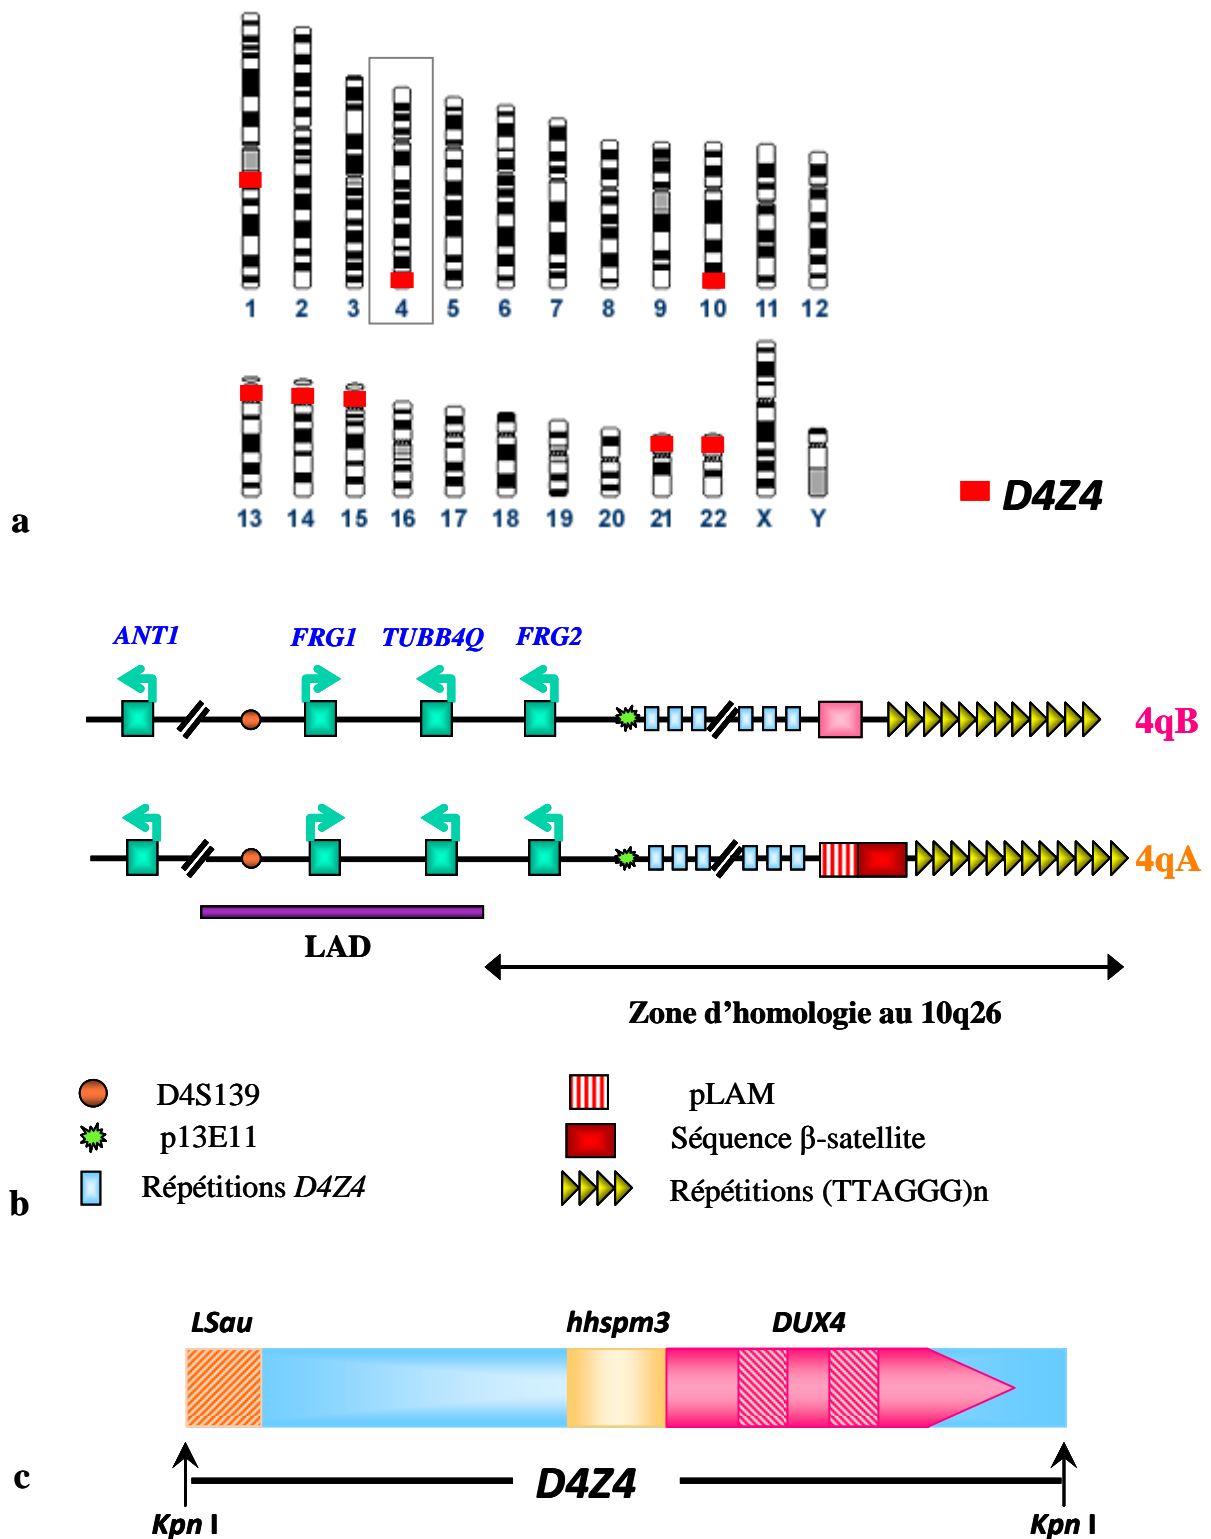 1 2 3 4 5 6 7 8 9 10 11 12
13 14 15 16 17 18 19 20 21 22 X Y
D4Z4
a
ANT1 FRG1 TUBB4Q FRG2
4qB
4qA
LAD
Zone d’homologie au 10q26
D4S139 pLAM
p13E11 Séquence β-satellite
Répétitions D4Z4 Répétitions (TTAGGG)n
b
LSau hhspm3 DUX4
c
D4Z4
Kpn I Kpn I